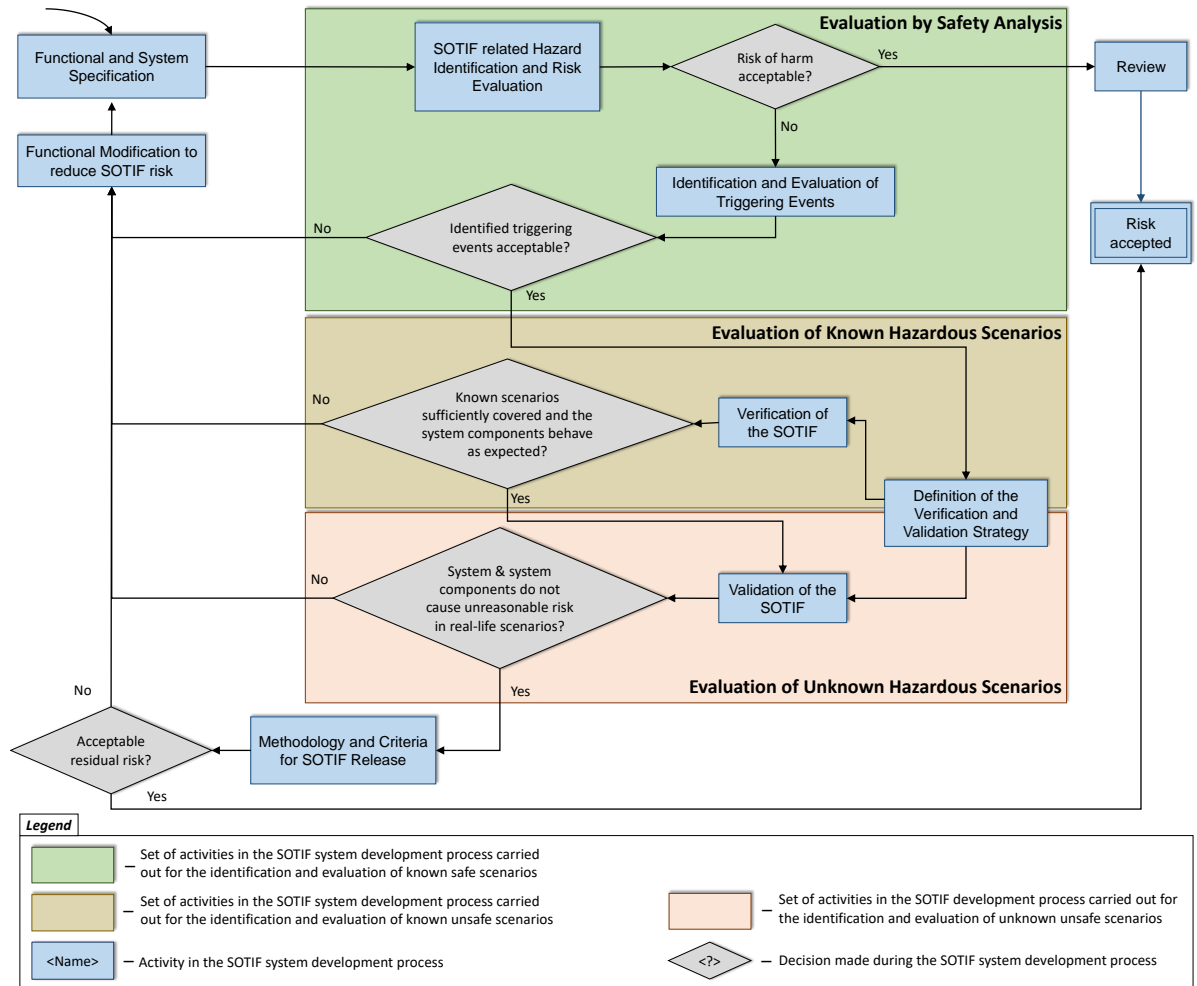 Evaluation by Safety Analysis
Functional and System
Specification
SOTIF related Hazard
Identification and Risk
Evaluation
Risk of harm
acceptable?
Yes
Review
No
Functional Modification to
reduce SOTIF risk
Identification and Evaluation of
Triggering Events
Identified triggering
events acceptable?
No
Yes
Risk
accepted
Evaluation of Known Hazardous Scenarios
Known scenarios
sufficiently covered and the
system components behave
as expected?
No
Yes
Verification of
the SOTIF
Definition of the
Verification and
Validation Strategy
System & system
components do not
cause unreasonable risk
in real-life scenarios?
No
Yes
Validation of the
SOTIF
Evaluation of Unknown Hazardous Scenarios
No
Acceptable
residual risk?
Yes
Methodology and Criteria
for SOTIF Release
Legend
– Set of activities in the SOTIF system development process carried
out for the identification and evaluation of known safe scenarios
– Set of activities in the SOTIF system development process carried
out for the identification and evaluation of known unsafe scenarios
– Set of activities in the SOTIF development process carried out for
the identification and evaluation of unknown unsafe scenarios
<Name> – Activity in the SOTIF system development process
<?> – Decision made during the SOTIF system development process